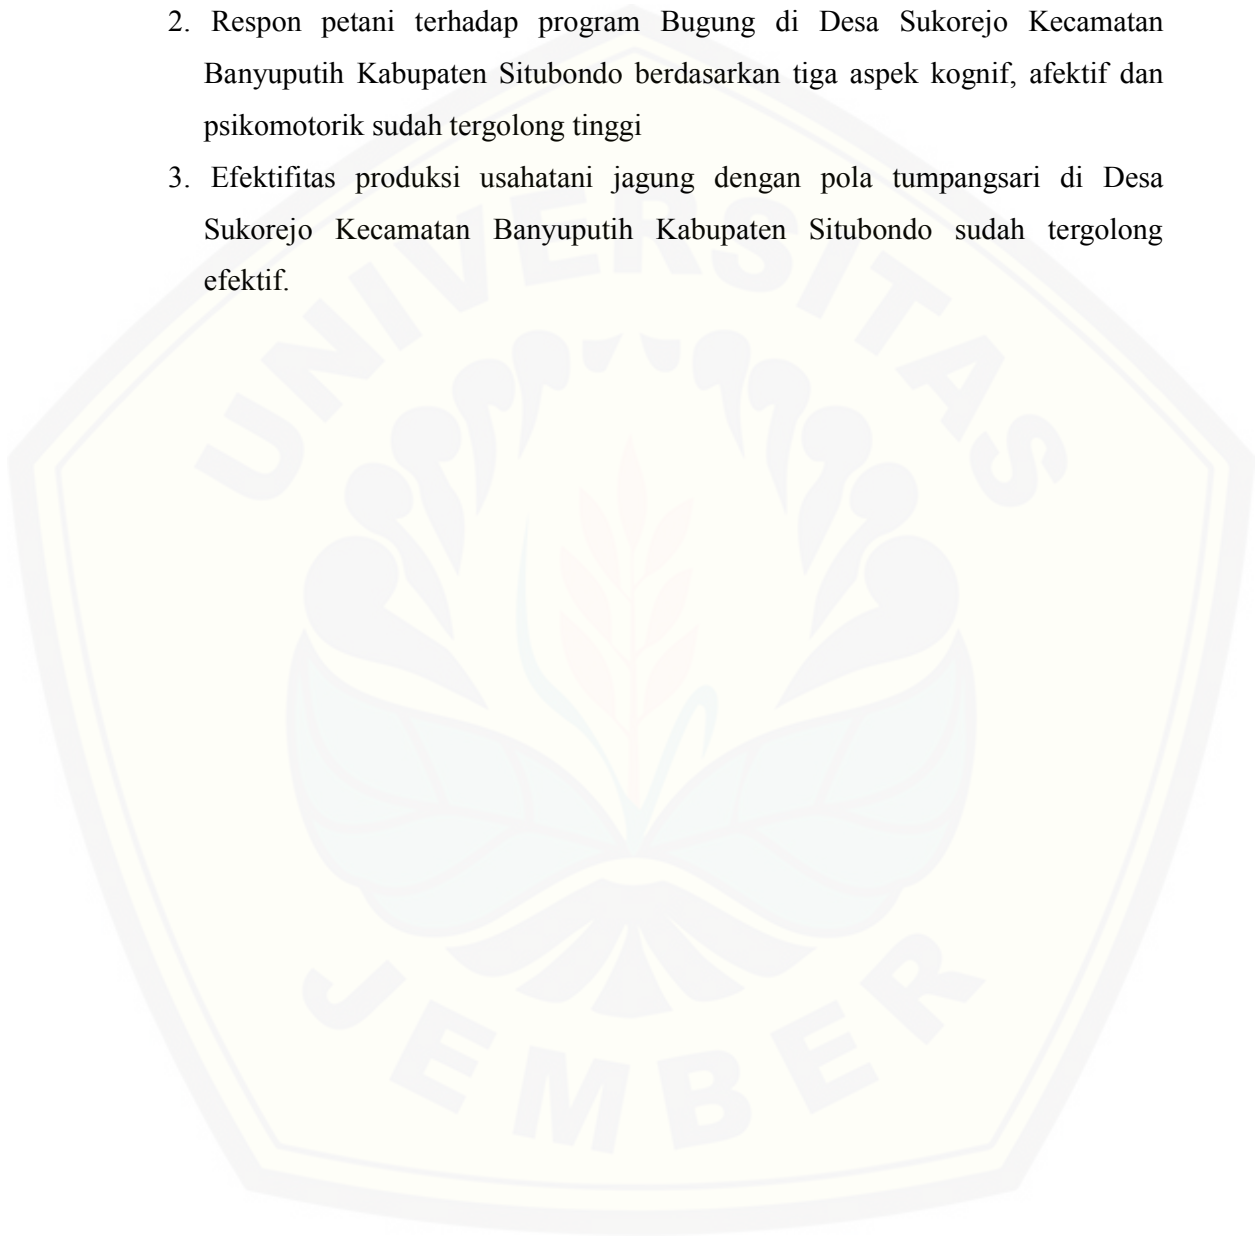 2. Respon petani terhadap program Bugung di Desa Sukorejo Kecamatan
Banyuputih Kabupaten Situbondo berdasarkan tiga aspek kognif, afektif dan
psikomotorik sudah tergolong tinggi
3. Efektifitas produksi usahatani jagung dengan pola tumpangsari di Desa
Sukorejo Kecamatan Banyuputih Kabupaten Situbondo sudah tergolong
efektif.
UNIVERSITAS
JEMBER